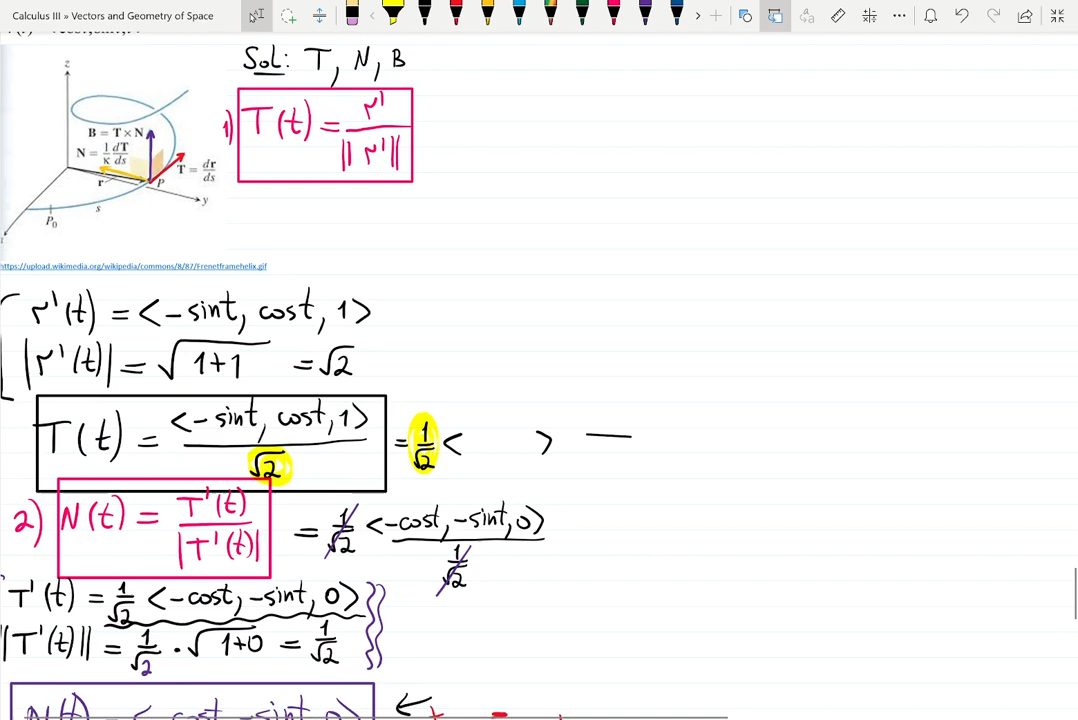 Calculus III » Vectors and Geometry of Space
Sol: T, N, B
1) T(t) = r' / ||r'||
z
B = T × N
N = 1/κ dT/ds
T = dr/ds
r
P
y
s
P₀
https://upload.wikimedia.org/wikipedia/commons/8/87/Frenetframehelix.gif
r'(t) = <-sint, cost, 1>
|r'(t)| = √(1+1) = √2
T(t) = <-sint, cost, 1> / √2 = 1/√2 < > —
2) N(t) = T'(t) / |T'(t)| = 1/√2 <-cost, -sint, 0> / 1/√2
T'(t) = 1/√2 <-cost, -sint, 0>
||T'(t)|| = 1/√2 · √(1+0) = 1/√2